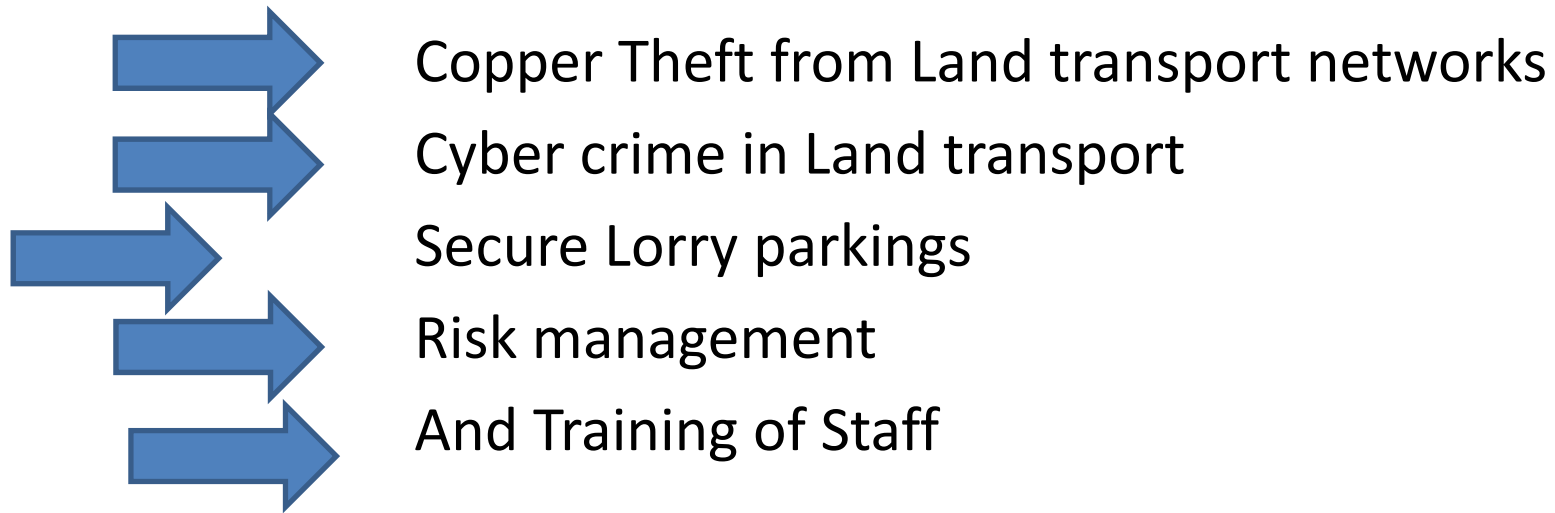 Copper Theft from Land transport networks
Cyber crime in Land transport
Secure Lorry parkings
Risk management
And Training of Staff